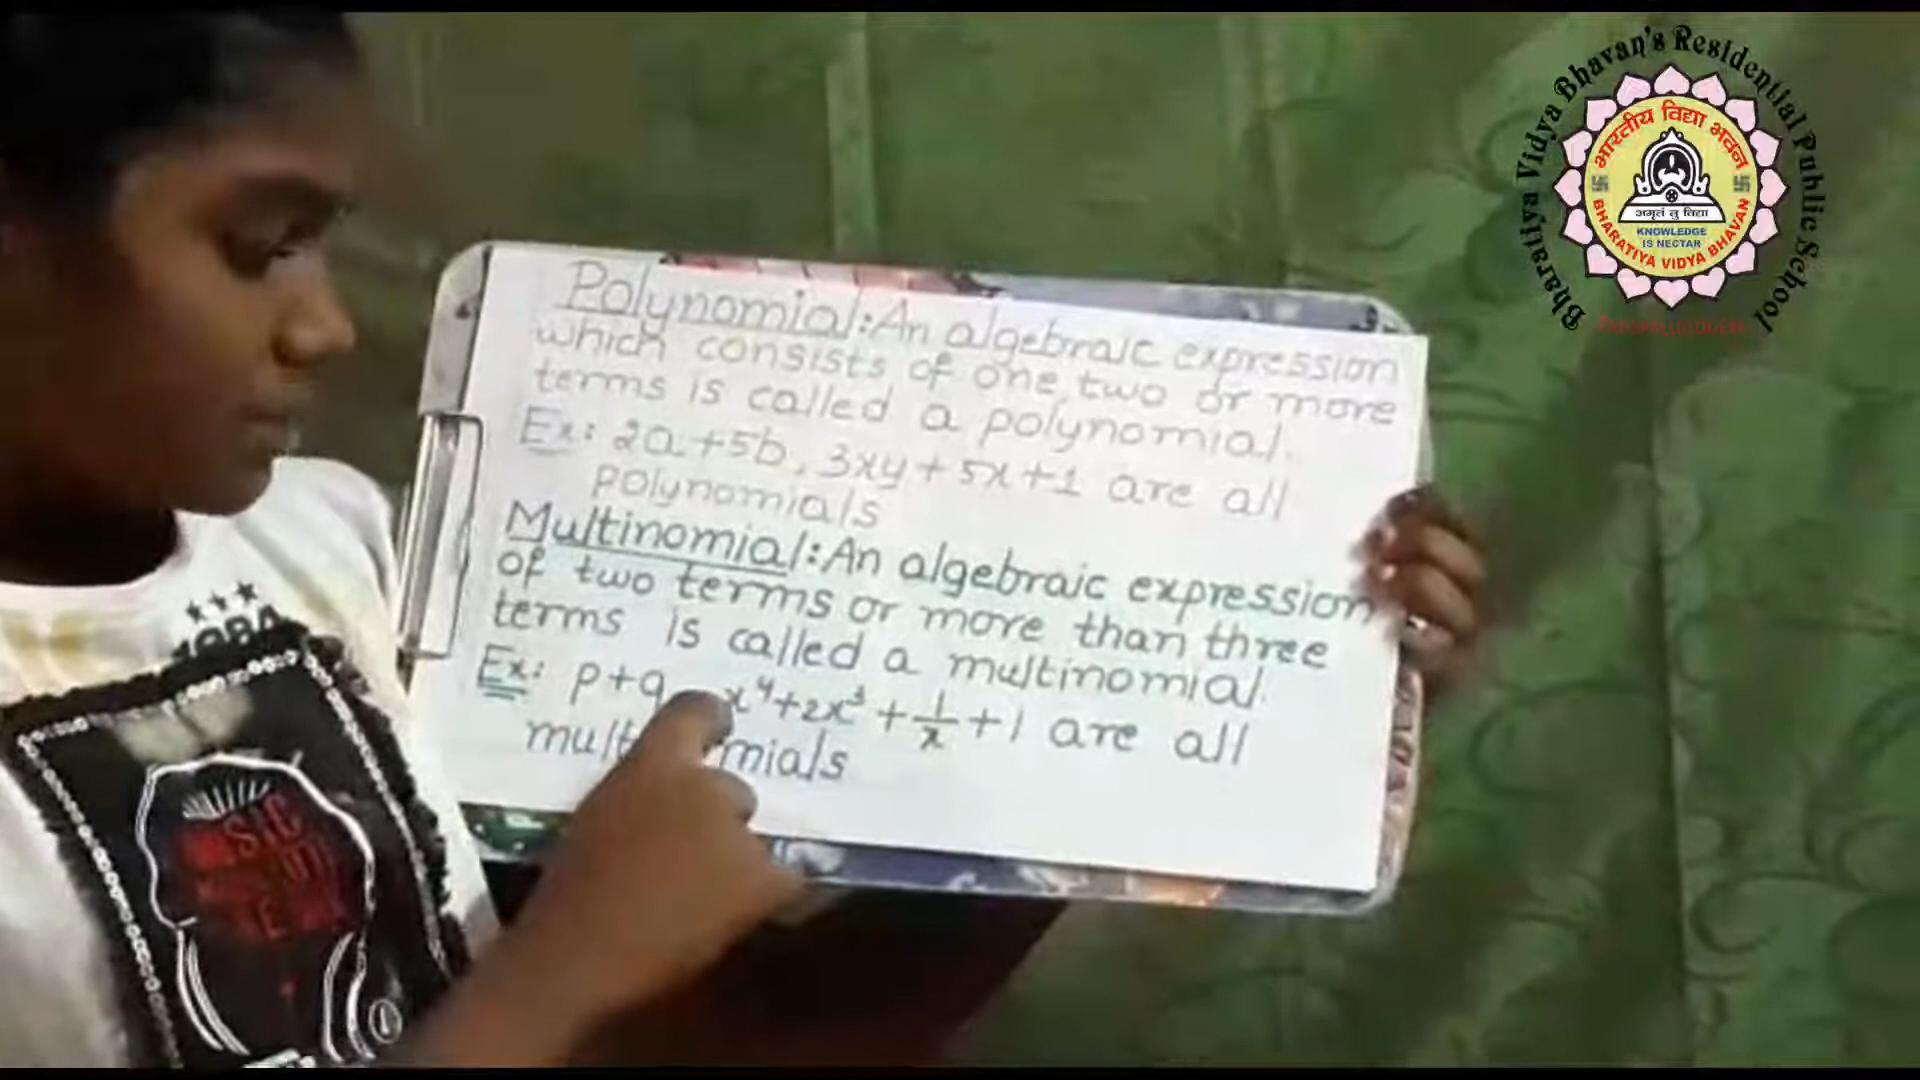 Bharatiya Vidya Bhavan's Residential Public School
भारतीय विद्या भवन
अमृतं तु विद्या
KNOWLEDGE
IS NECTAR
BHARATIYA VIDYA BHAVAN
Polynomial: An algebraic expression
which consists of one, two or more
terms is called a polynomial.
Ex: 2a+5b, 3xy+5x+1 are all
polynomials
Multinomial: An algebraic expression
of two terms or more than three
terms is called a multinomial.
Ex: p+q x⁴+2x³+1/x+1 are all